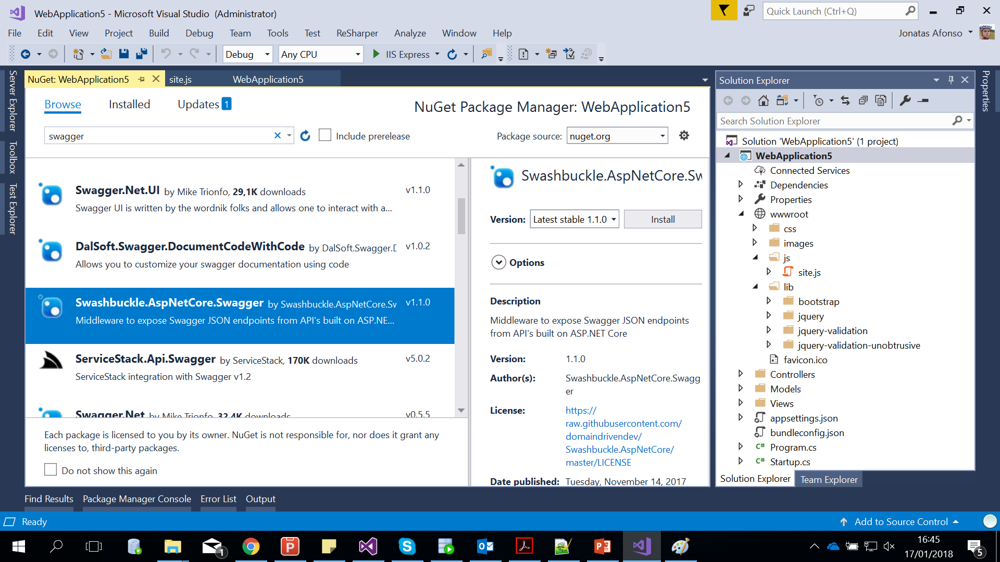 WebApplication5 - Microsoft Visual Studio (Administrator)
Quick Launch (Ctrl+Q)
File Edit View Project Build Debug Team Tools Test ReSharper Analyze Window Help
Jonatas Afonso
Debug Any CPU IIS Express
Server Explorer
Toolbox
Test Explorer
NuGet: WebApplication5 site.js WebApplication5
Browse Installed Updates 1
NuGet Package Manager: WebApplication5
swagger
Include prerelease
Package source: nuget.org
Swagger.Net.UI by Mike Trionfo, 29,1K downloads v1.1.0
Swagger UI is written by the wordnik folks and allows one to interact with a...
DalSoft.Swagger.DocumentCodeWithCode by DalSoft.Swagger.D v1.0.2
Allows you to customize your swagger documentation using code
Swashbuckle.AspNetCore.Swagger by Swashbuckle.AspNetCore.Sw v1.1.0
Middleware to expose Swagger JSON endpoints from API's built on ASP.NE...
ServiceStack.Api.Swagger by ServiceStack, 170K downloads v5.0.2
ServiceStack integration with Swagger v1.2
Swagger.Net by Mike Trionfo, 32,4K downloads v0.5.5
Each package is licensed to you by its owner. NuGet is not responsible for, nor does it grant any
licenses to, third-party packages.
Do not show this again
Swashbuckle.AspNetCore.Sw
Version: Latest stable 1.1.0 Install
Options
Description
Middleware to expose Swagger JSON endpoints
from API's built on ASP.NET Core
Version: 1.1.0
Author(s): Swashbuckle.AspNetCore.Swagg
er
License: https://
raw.githubusercontent.com/
domaindrivendev/
Swashbuckle.AspNetCore/
master/LICENSE
Date published: Tuesday, November 14, 2017
Solution Explorer
Search Solution Explorer
Solution 'WebApplication5' (1 project)
WebApplication5
Connected Services
Dependencies
Properties
wwwroot
css
images
js
site.js
lib
bootstrap
jquery
jquery-validation
jquery-validation-unobtrusive
favicon.ico
Controllers
Models
Views
appsettings.json
bundleconfig.json
C# Program.cs
C# Startup.cs
Solution Explorer Team Explorer
Properties
Find Results Package Manager Console Error List Output
Ready
Add to Source Control
1
16:45
17/01/2018
5